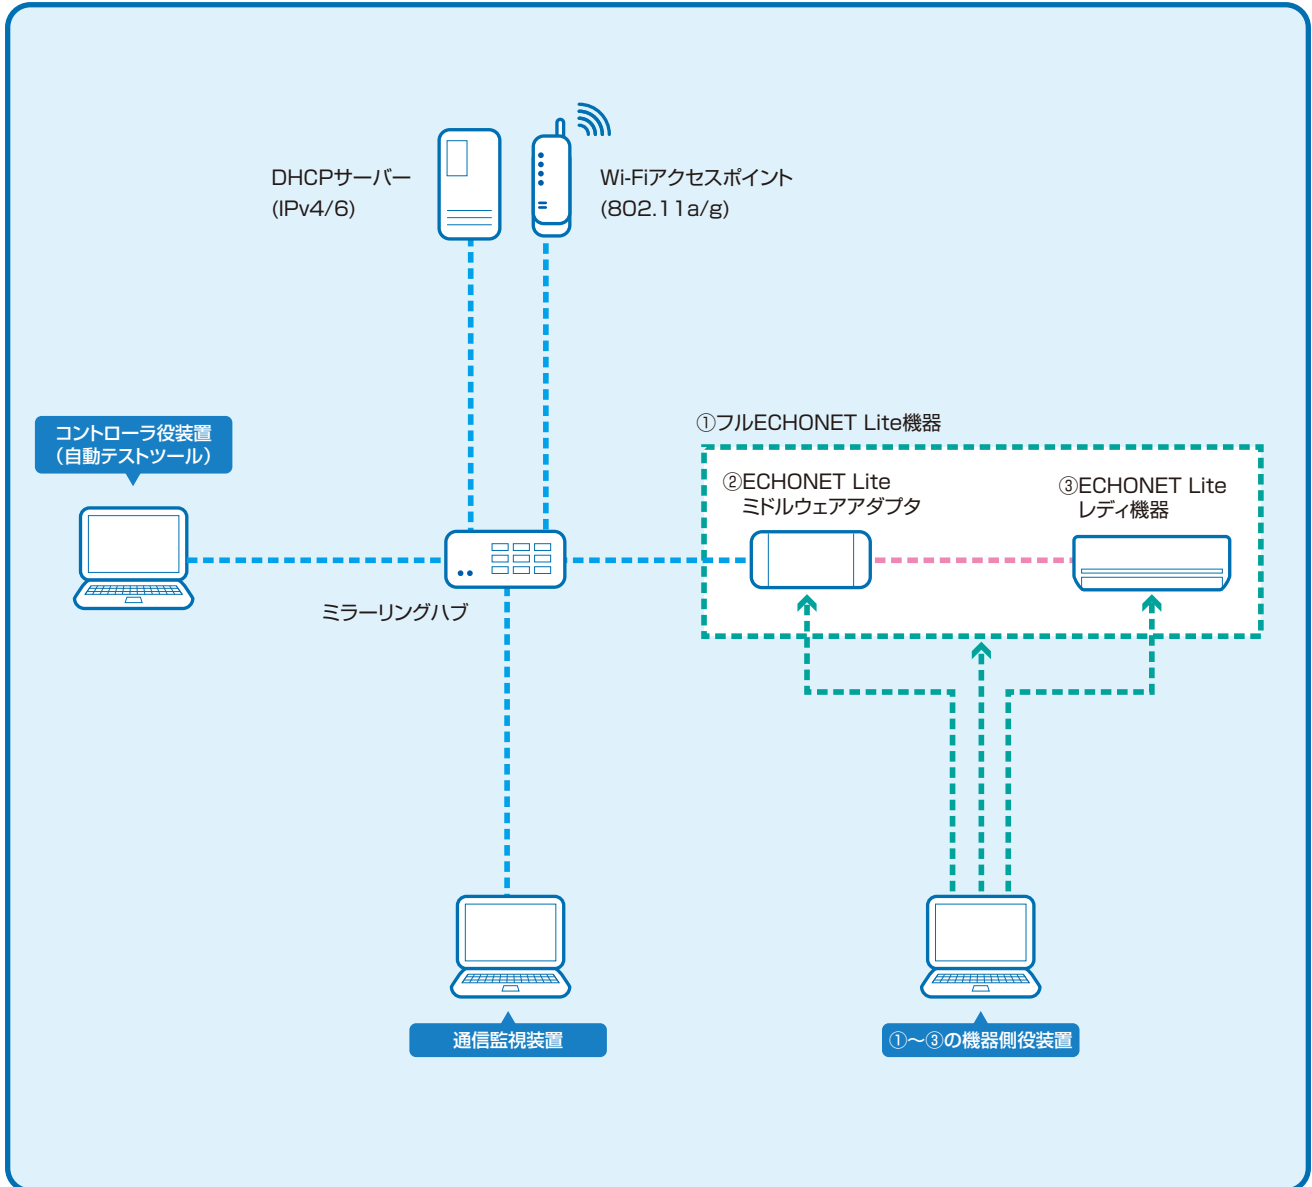 DHCPサーバー
(IPv4/6)
Wi-Fiアクセスポイント
(802.11a/g)
コントローラ役装置
（自動テストツール）
①フルECHONET Lite機器
②ECHONET Lite
ミドルウェアアダプタ
③ECHONET Lite
レディ機器
ミラーリングハブ
通信監視装置
①〜③の機器側役装置